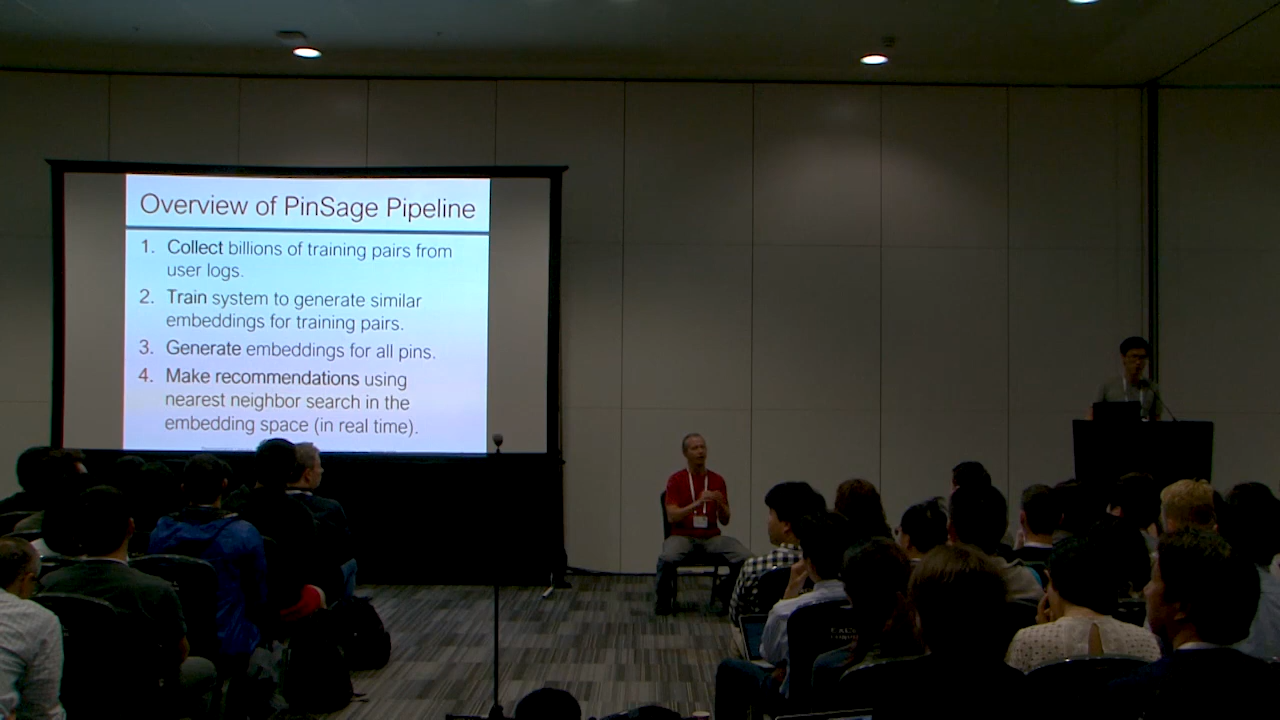 Overview of PinSage Pipeline
1. Collect billions of training pairs from
user logs.
2. Train system to generate similar
embeddings for training pairs.
3. Generate embeddings for all pins.
4. Make recommendations using
nearest neighbor search in the
embedding space (in real time).